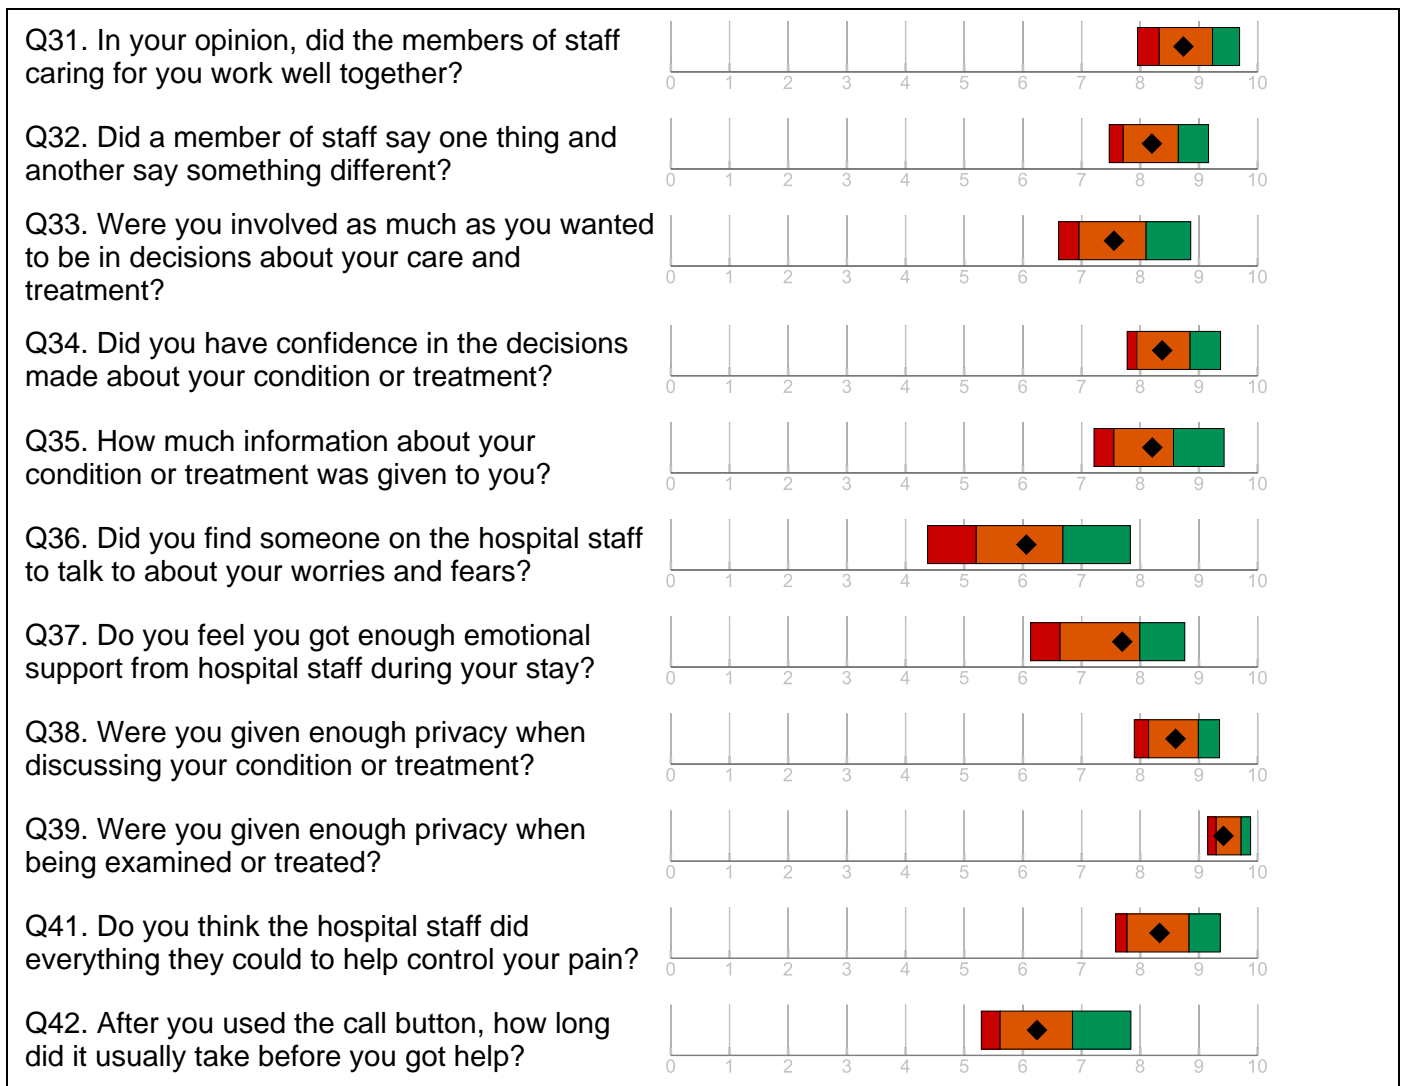 Q31. In your opinion, did the members of staff
caring for you work well together?
0 1 2 3 4 5 6 7 8 9 10
Q32. Did a member of staff say one thing and
another say something different?
0 1 2 3 4 5 6 7 8 9 10
Q33. Were you involved as much as you wanted
to be in decisions about your care and
treatment?
0 1 2 3 4 5 6 7 8 9 10
Q34. Did you have confidence in the decisions
made about your condition or treatment?
0 1 2 3 4 5 6 7 8 9 10
Q35. How much information about your
condition or treatment was given to you?
0 1 2 3 4 5 6 7 8 9 10
Q36. Did you find someone on the hospital staff
to talk to about your worries and fears?
0 1 2 3 4 5 6 7 8 9 10
Q37. Do you feel you got enough emotional
support from hospital staff during your stay?
0 1 2 3 4 5 6 7 8 9 10
Q38. Were you given enough privacy when
discussing your condition or treatment?
0 1 2 3 4 5 6 7 8 9 10
Q39. Were you given enough privacy when
being examined or treated?
0 1 2 3 4 5 6 7 8 9 10
Q41. Do you think the hospital staff did
everything they could to help control your pain?
0 1 2 3 4 5 6 7 8 9 10
Q42. After you used the call button, how long
did it usually take before you got help?
0 1 2 3 4 5 6 7 8 9 10